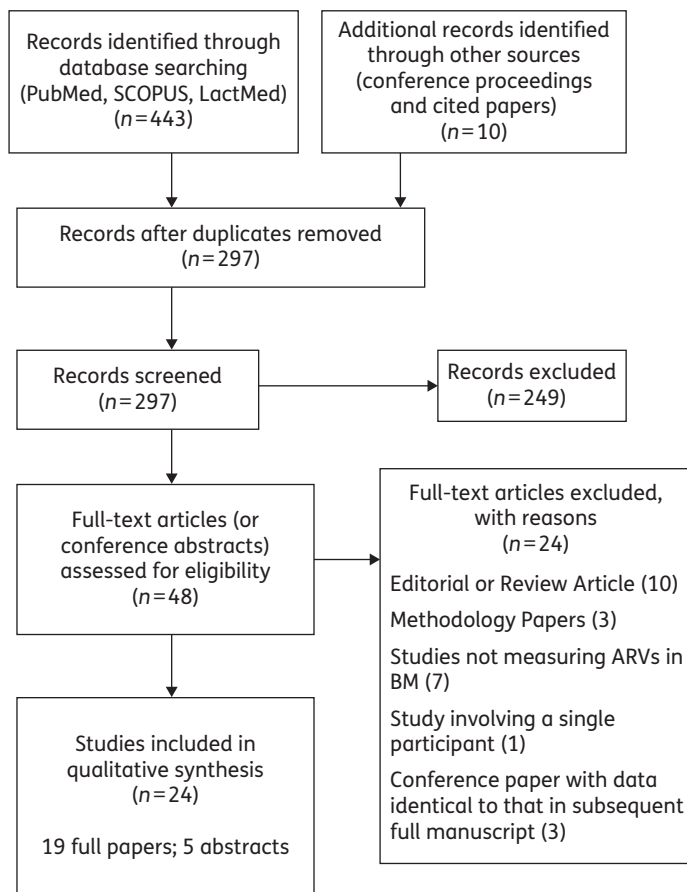 Records identified through
database searching
(PubMed, SCOPUS, LactMed)
(n=443)
Additional records identified
through other sources
(conference proceedings
and cited papers)
(n=10)
Records after duplicates removed
(n=297)
Records screened
(n=297)
Records excluded
(n=249)
Full-text articles (or
conference abstracts)
assessed for eligibility
(n=48)
Full-text articles excluded,
with reasons
(n=24)
Editorial or Review Article (10)
Methodology Papers (3)
Studies not measuring ARVs in
BM (7)
Study involving a single
participant (1)
Conference paper with data
identical to that in subsequent
full manuscript (3)
Studies included in
qualitative synthesis
(n=24)
19 full papers; 5 abstracts